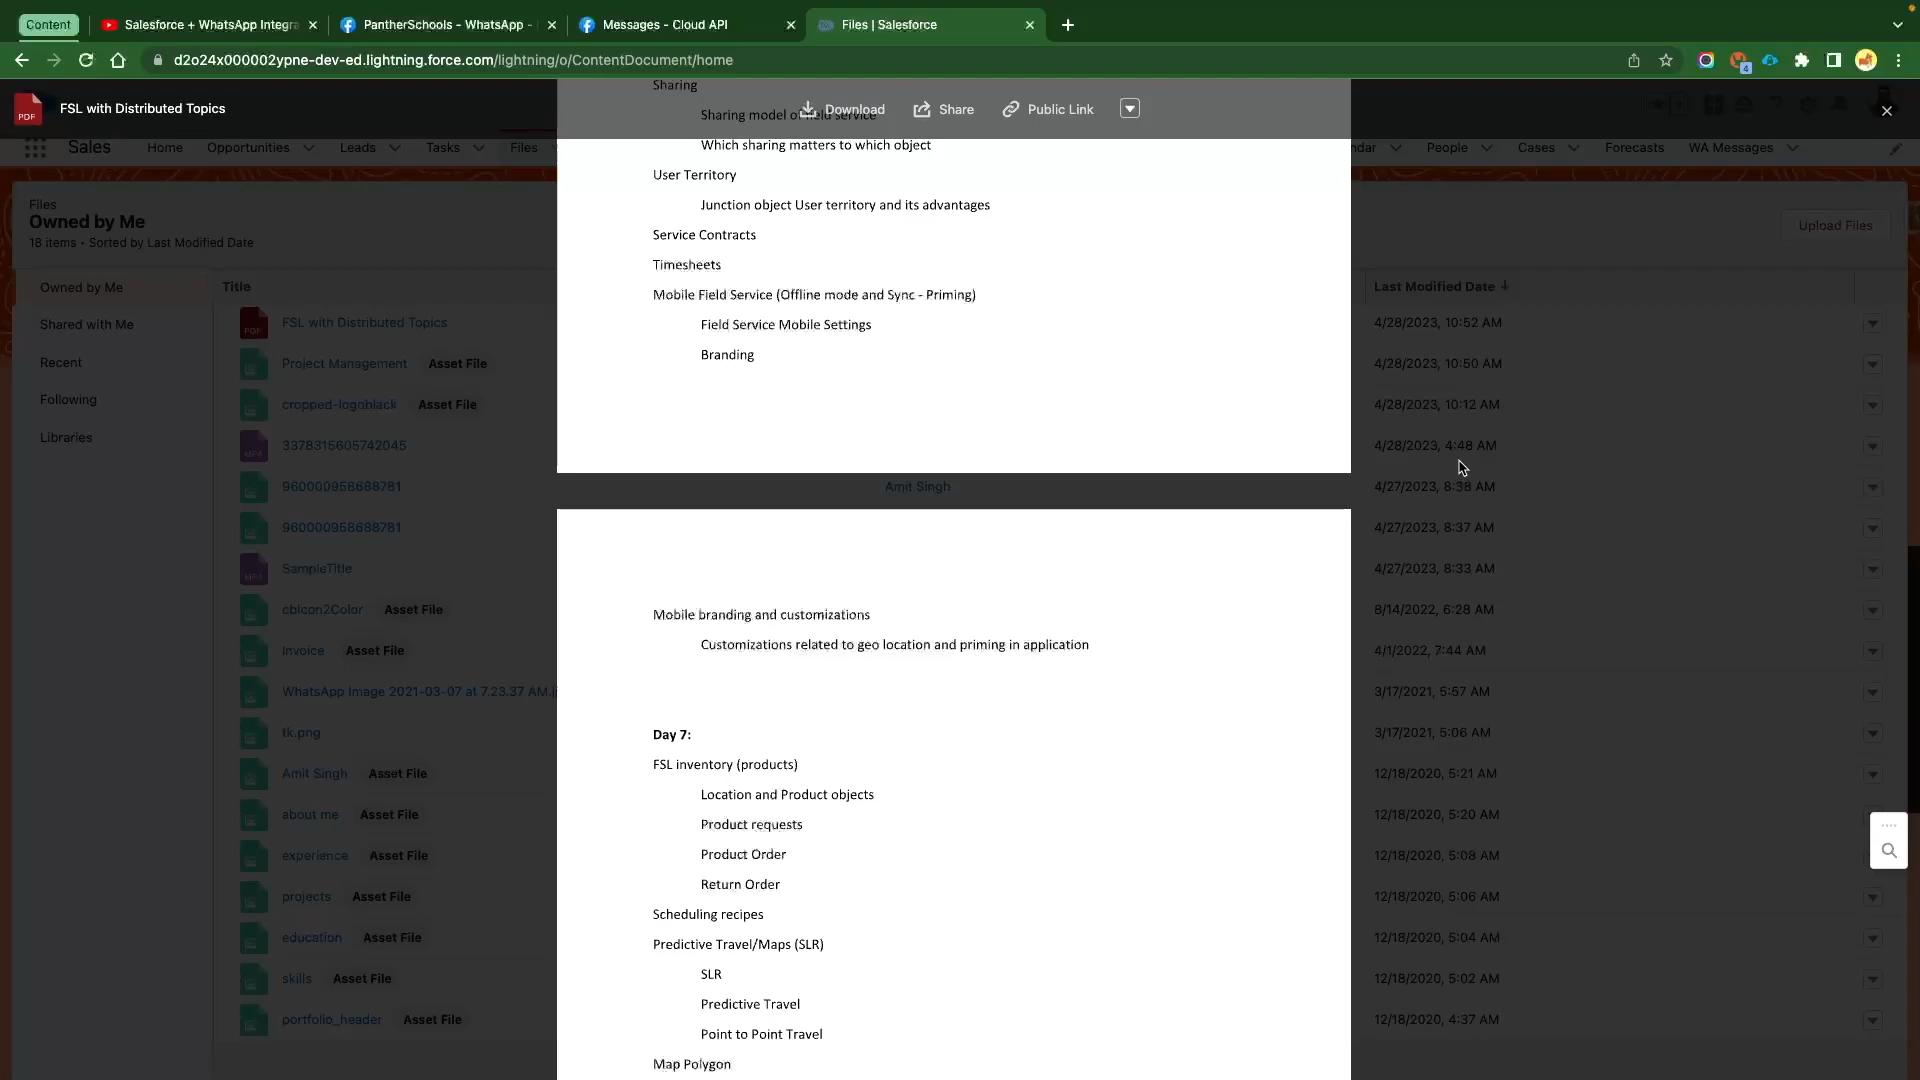 Content
Salesforce + WhatsApp Integra
PantherSchools - WhatsApp -
Messages - Cloud API
Files | Salesforce
d2o24x000002ypne-dev-ed.lightning.force.com/lightning/o/ContentDocument/home
4
PDF
FSL with Distributed Topics
Download
Share
Public Link
Sales
Home
Opportunities
Leads
Tasks
Files
ndar
People
Cases
Forecasts
WA Messages
Files
Owned by Me
18 items • Sorted by Last Modified Date
Upload Files
Owned by Me
Shared with Me
Recent
Following
Libraries
Title
Last Modified Date
PDF
FSL with Distributed Topics
4/28/2023, 10:52 AM
Project Management Asset File
4/28/2023, 10:50 AM
cropped-logoblack Asset File
4/28/2023, 10:12 AM
MP4
3378315605742045
4/28/2023, 4:48 AM
960000958688781
Amit Singh
4/27/2023, 8:38 AM
960000958688781
4/27/2023, 8:37 AM
MP4
SampleTitle
4/27/2023, 8:33 AM
cbIcon2Color Asset File
8/14/2022, 6:28 AM
Invoice Asset File
4/1/2022, 7:44 AM
WhatsApp Image 2021-03-07 at 7.23.37 AM.j
3/17/2021, 5:57 AM
tk.png
3/17/2021, 5:06 AM
Amit Singh Asset File
12/18/2020, 5:21 AM
about me Asset File
12/18/2020, 5:20 AM
experience Asset File
12/18/2020, 5:08 AM
projects Asset File
12/18/2020, 5:06 AM
education Asset File
12/18/2020, 5:04 AM
skills Asset File
12/18/2020, 5:02 AM
portfolio_header Asset File
12/18/2020, 4:37 AM
Sharing
Sharing model of field service
Which sharing matters to which object
User Territory
Junction object User territory and its advantages
Service Contracts
Timesheets
Mobile Field Service (Offline mode and Sync - Priming)
Field Service Mobile Settings
Branding
Mobile branding and customizations
Customizations related to geo location and priming in application
Day 7:
FSL inventory (products)
Location and Product objects
Product requests
Product Order
Return Order
Scheduling recipes
Predictive Travel/Maps (SLR)
SLR
Predictive Travel
Point to Point Travel
Map Polygon